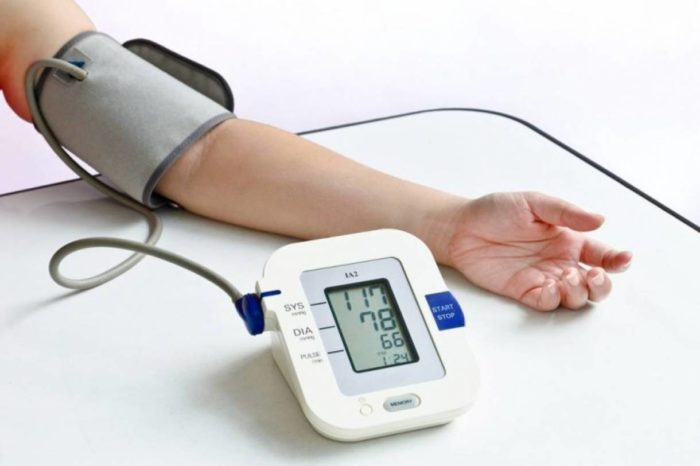 IA2
SYS
mmHg
117
DIA
mmHg
78
PULSE
/min
66
1:24
START
STOP
MEMORY